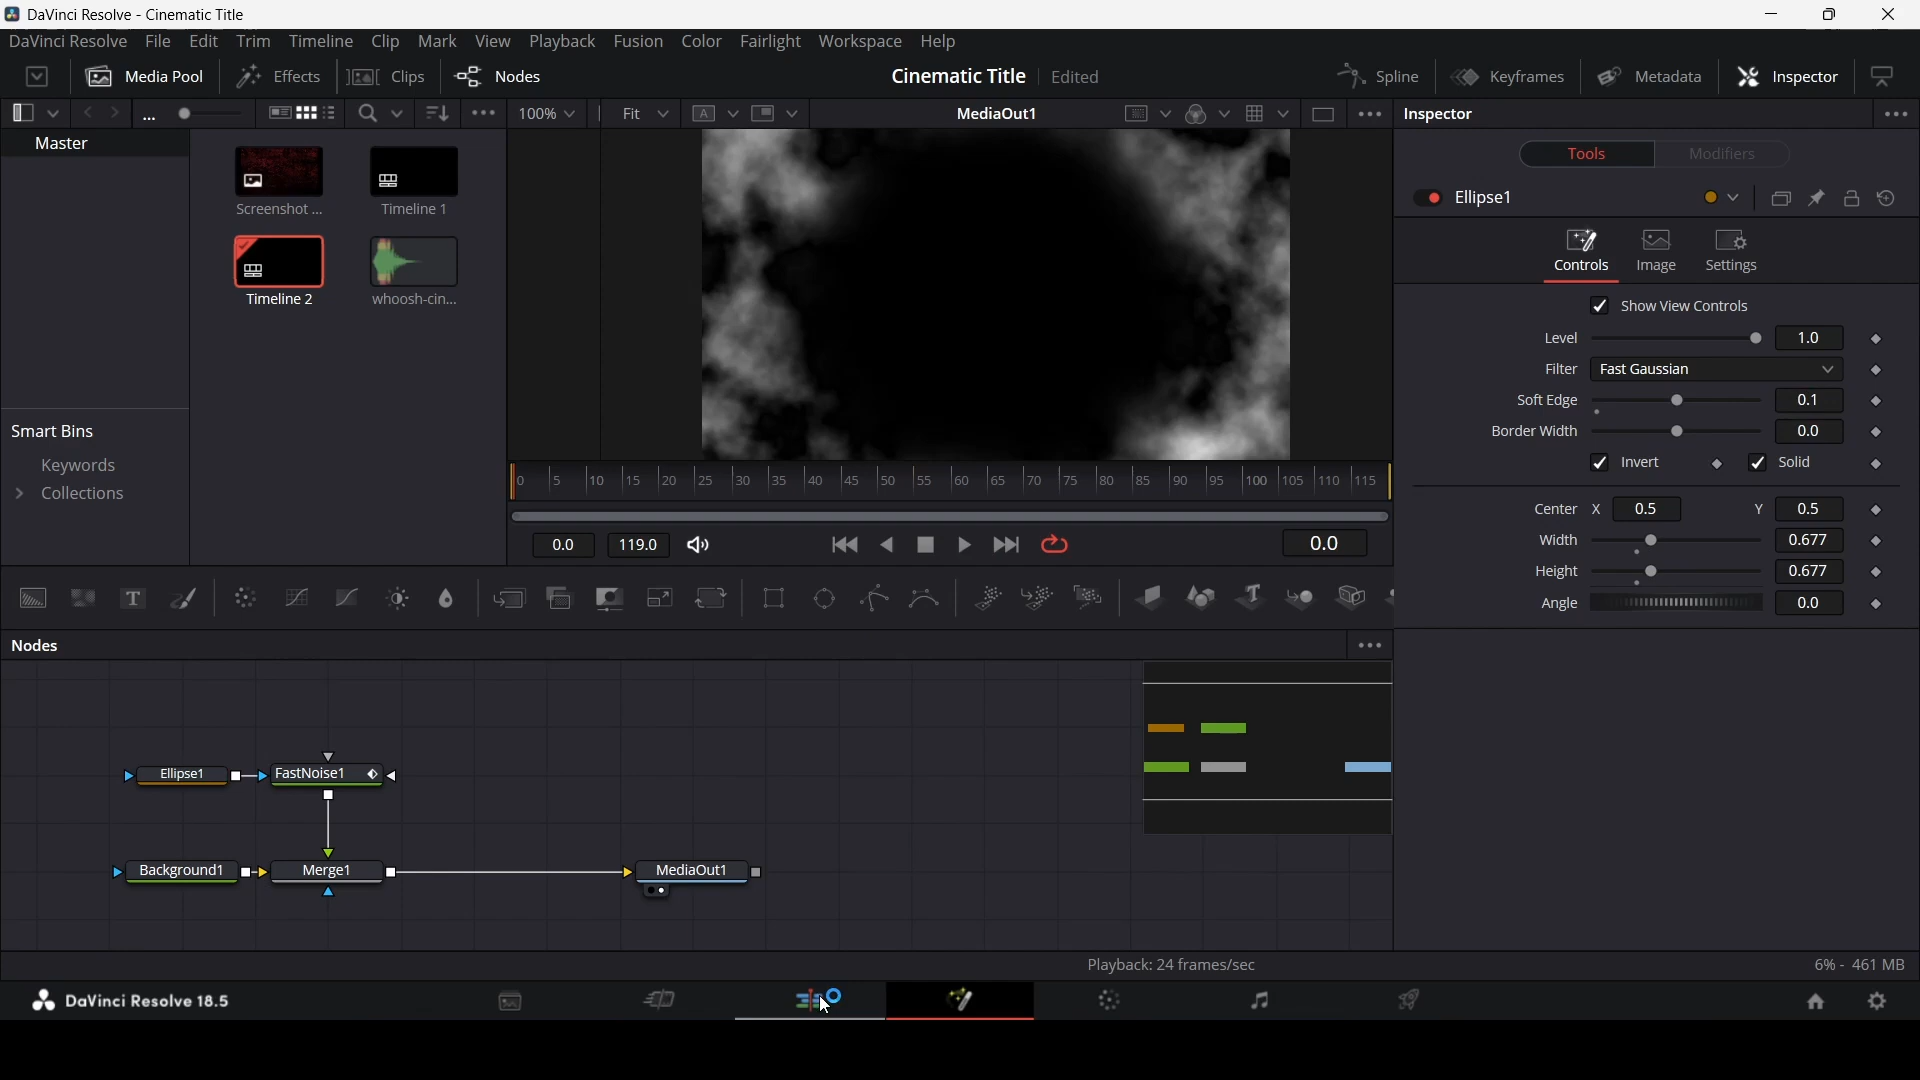 DaVinci Resolve - Cinematic Title
DaVinci Resolve File Edit Trim Timeline Clip Mark View Playback Fusion Color Fairlight Workspace Help
Media Pool Effects Clips Nodes Cinematic Title Edited Spline Keyframes Metadata Inspector
... 100% Fit A MediaOut1 Inspector
Master
Screenshot ... Timeline 1
Timeline 2 whoosh-cin...
Smart Bins
Keywords
Collections
0 5 10 15 20 25 30 35 40 45 50 55 60 65 70 75 80 85 90 95 100 105 110 115
0.0 119.0 0.0
Tools Modifiers
Ellipse1
Controls Image Settings
Show View Controls
Level 1.0
Filter Fast Gaussian
Soft Edge 0.1
Border Width 0.0
Invert Solid
Center X 0.5 Y 0.5
Width 0.677
Height 0.677
Angle 0.0
T T
Nodes
Ellipse1 FastNoise1
Background1 Merge1 MediaOut1
Playback: 24 frames/sec 6% - 461 MB
DaVinci Resolve 18.5